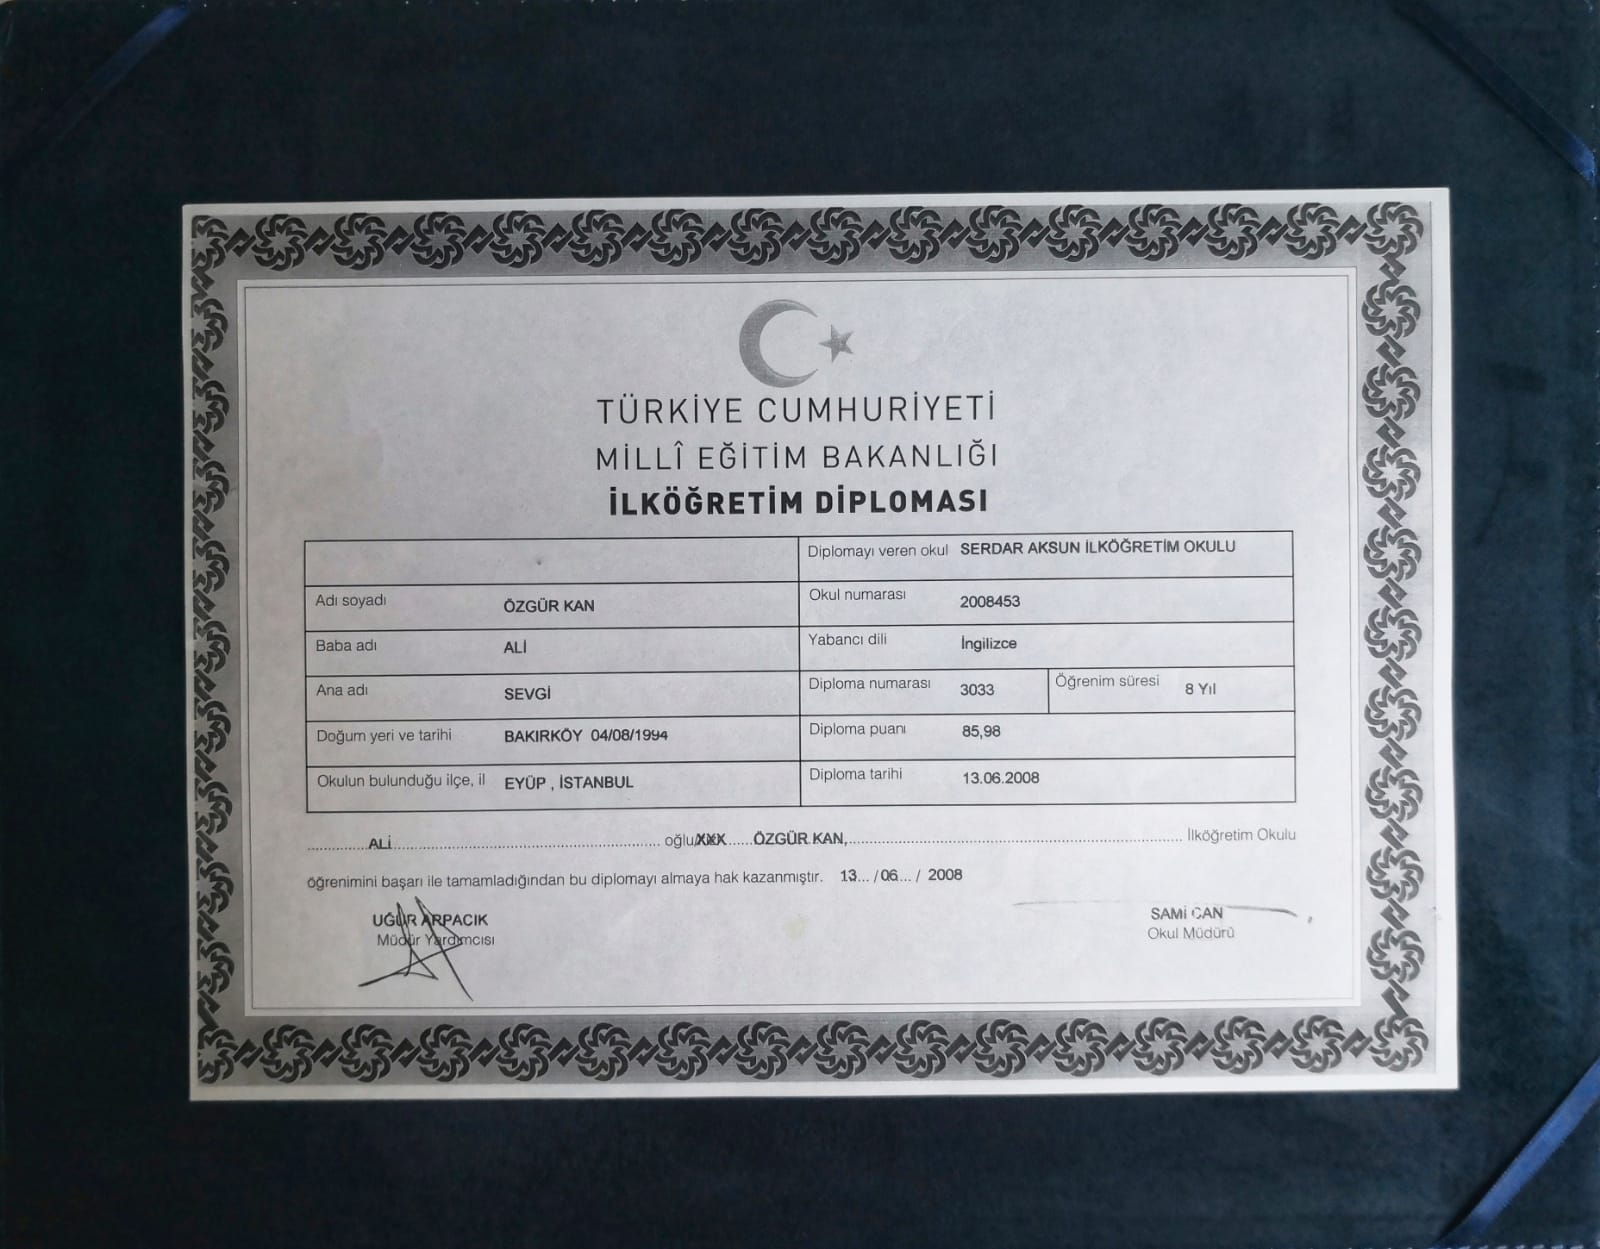 TÜRKİYE CUMHURİYETİ
MİLLÎ EĞİTİM BAKANLIĞI
İLKÖĞRETİM DİPLOMASI
Diplomayı veren okul SERDAR AKSUN İLKÖĞRETİM OKULU
Adı soyadı ÖZGÜR KAN
Okul numarası 2008453
Baba adı ALİ
Yabancı dili İngilizce
Ana adı SEVGİ
Diploma numarası 3033 Öğrenim süresi 8 Yıl
Doğum yeri ve tarihi BAKIRKÖY 04/08/1994
Diploma puanı 85,98
Okulun bulunduğu ilçe, il EYÜP , İSTANBUL
Diploma tarihi 13.06.2008
.............ALİ............................................... oğlu/XXX......ÖZGÜR KAN,............................................................ İlköğretim Okulu
öğrenimini başarı ile tamamladığından bu diplomayı almaya hak kazanmıştır. 13... /06... / 2008
UĞUR ARPACIK
Müdür Yardımcısı
SAMİ CAN
Okul Müdürü